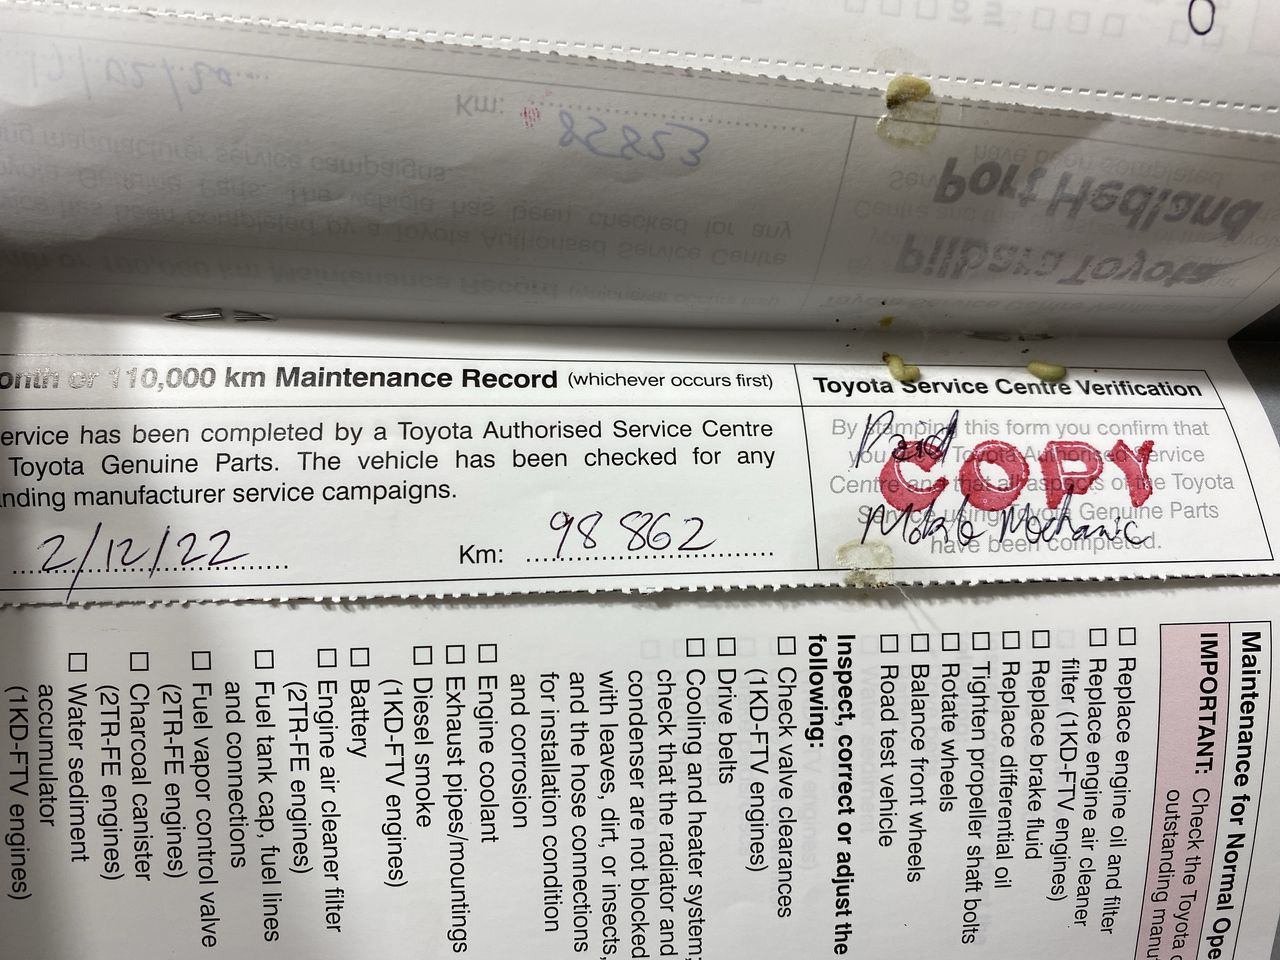 Km: 85853
Port Hedland
Pilbara Toyota
onth or 110,000 km Maintenance Record (whichever occurs first)
Toyota Service Centre Verification
ervice has been completed by a Toyota Authorised Service Centre
Toyota Genuine Parts. The vehicle has been checked for any
nding manufacturer service campaigns.
2/12/22
Km: 98 862
By stamping this form you confirm that
you Toyota Authorised Service
Centre and that all aspects of the Toyota
Service using Toyota Genuine Parts
have been completed.
COPY
Mobile Mechanic
Maintenance for Normal Ope
IMPORTANT: Check the Toyota
outstanding manu
☐ Replace engine oil and filter
☐ Replace engine air cleaner
filter (1KD-FTV engines)
☐ Replace brake fluid
☐ Replace differential oil
☐ Tighten propeller shaft bolts
☐ Rotate wheels
☐ Balance front wheels
☐ Road test vehicle
Inspect, correct or adjust the
following:
☐ Check valve clearances
(1KD-FTV engines)
☐ Drive belts
☐ Cooling and heater system;
check that the radiator and
condenser are not blocked
with leaves, dirt, or insects,
and the hose connections
for installation condition
and corrosion
☐ Engine coolant
☐ Exhaust pipes/mountings
☐ Diesel smoke
(1KD-FTV engines)
☐ Battery
☐ Engine air cleaner filter
(2TR-FE engines)
☐ Fuel tank cap, fuel lines
and connections
☐ Fuel vapor control valve
(2TR-FE engines)
☐ Charcoal canister
(2TR-FE engines)
☐ Water sediment
accumulator
(1KD-FTV engines)